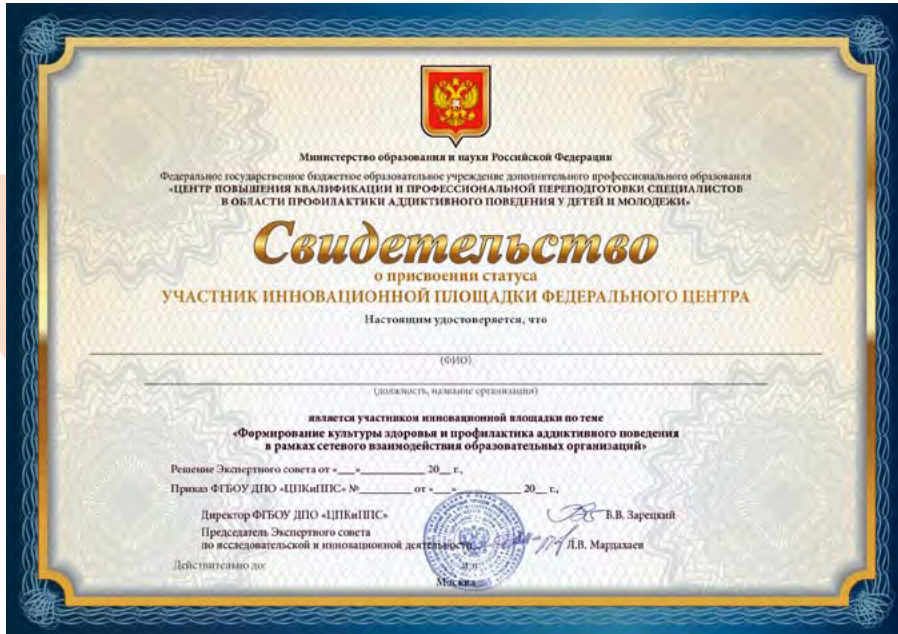 Министерство образования и науки Российской Федерации
Федеральное государственное бюджетное образовательное учреждение дополнительного профессионального образования
«ЦЕНТР ПОВЫШЕНИЯ КВАЛИФИКАЦИИ И ПРОФЕССИОНАЛЬНОЙ ПЕРЕПОДГОТОВКИ СПЕЦИАЛИСТОВ
В ОБЛАСТИ ПРОФИЛАКТИКИ АДДИКТИВНОГО ПОВЕДЕНИЯ У ДЕТЕЙ И МОЛОДЕЖИ»
Свидетельство
о присвоении статуса
УЧАСТНИК ИННОВАЦИОННОЙ ПЛОЩАДКИ ФЕДЕРАЛЬНОГО ЦЕНТРА
Настоящим удостоверяется, что
(ФИО)
(должность, название организации)
является участником инновационной площадки по теме
«Формирование культуры здоровья и профилактика аддиктивного поведения
в рамках сетевого взаимодействия образовательных организаций»
Решение Экспертного совета от «___»__________ 20__ г.,
Приказ ФГБОУ ДПО «ЦПКиППС» №________ от «___»__________ 20__ г.,
Директор ФГБОУ ДПО «ЦПКиППС» В.В. Зарецкий
Председатель Экспертного совета
по исследовательской и инновационной деятельности Л.В. Мардахаев
Действительно до:
Москва